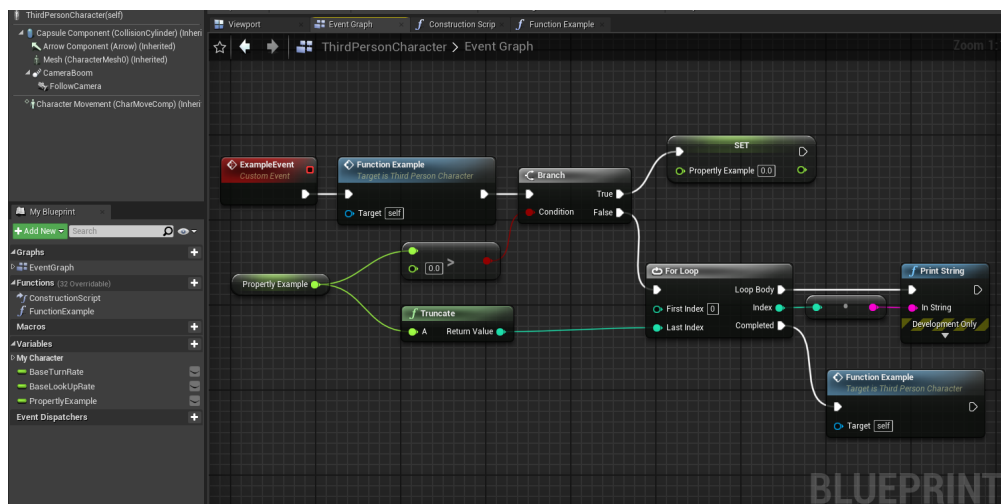 ThirdPersonCharacter(self)
Capsule Component (CollisionCylinder) (Inheri
Arrow Component (Arrow) (Inherited)
Mesh (CharacterMesh0) (Inherited)
CameraBoom
FollowCamera
Character Movement (CharMoveComp) (Inheri
My Blueprint
+ Add New
Search
Graphs
EventGraph
Functions (32 Overridable)
ConstructionScript
FunctionExample
Macros
Variables
My Character
BaseTurnRate
BaseLookUpRate
PropertlyExample
Event Dispatchers
Viewport
Event Graph
Construction Scrip
Function Example
ThirdPersonCharacter > Event Graph
Zoom 1:
ExampleEvent
Custom Event
Function Example
Target is Third Person Character
Target self
Branch
True
Condition
False
SET
Propertly Example 0.0
Propertly Example
0.0 >
Truncate
A
Return Value
For Loop
Loop Body
First Index 0
Index
Last Index
Completed
Print String
In String
Development Only
Function Example
Target is Third Person Character
Target self
BLUEPRINT